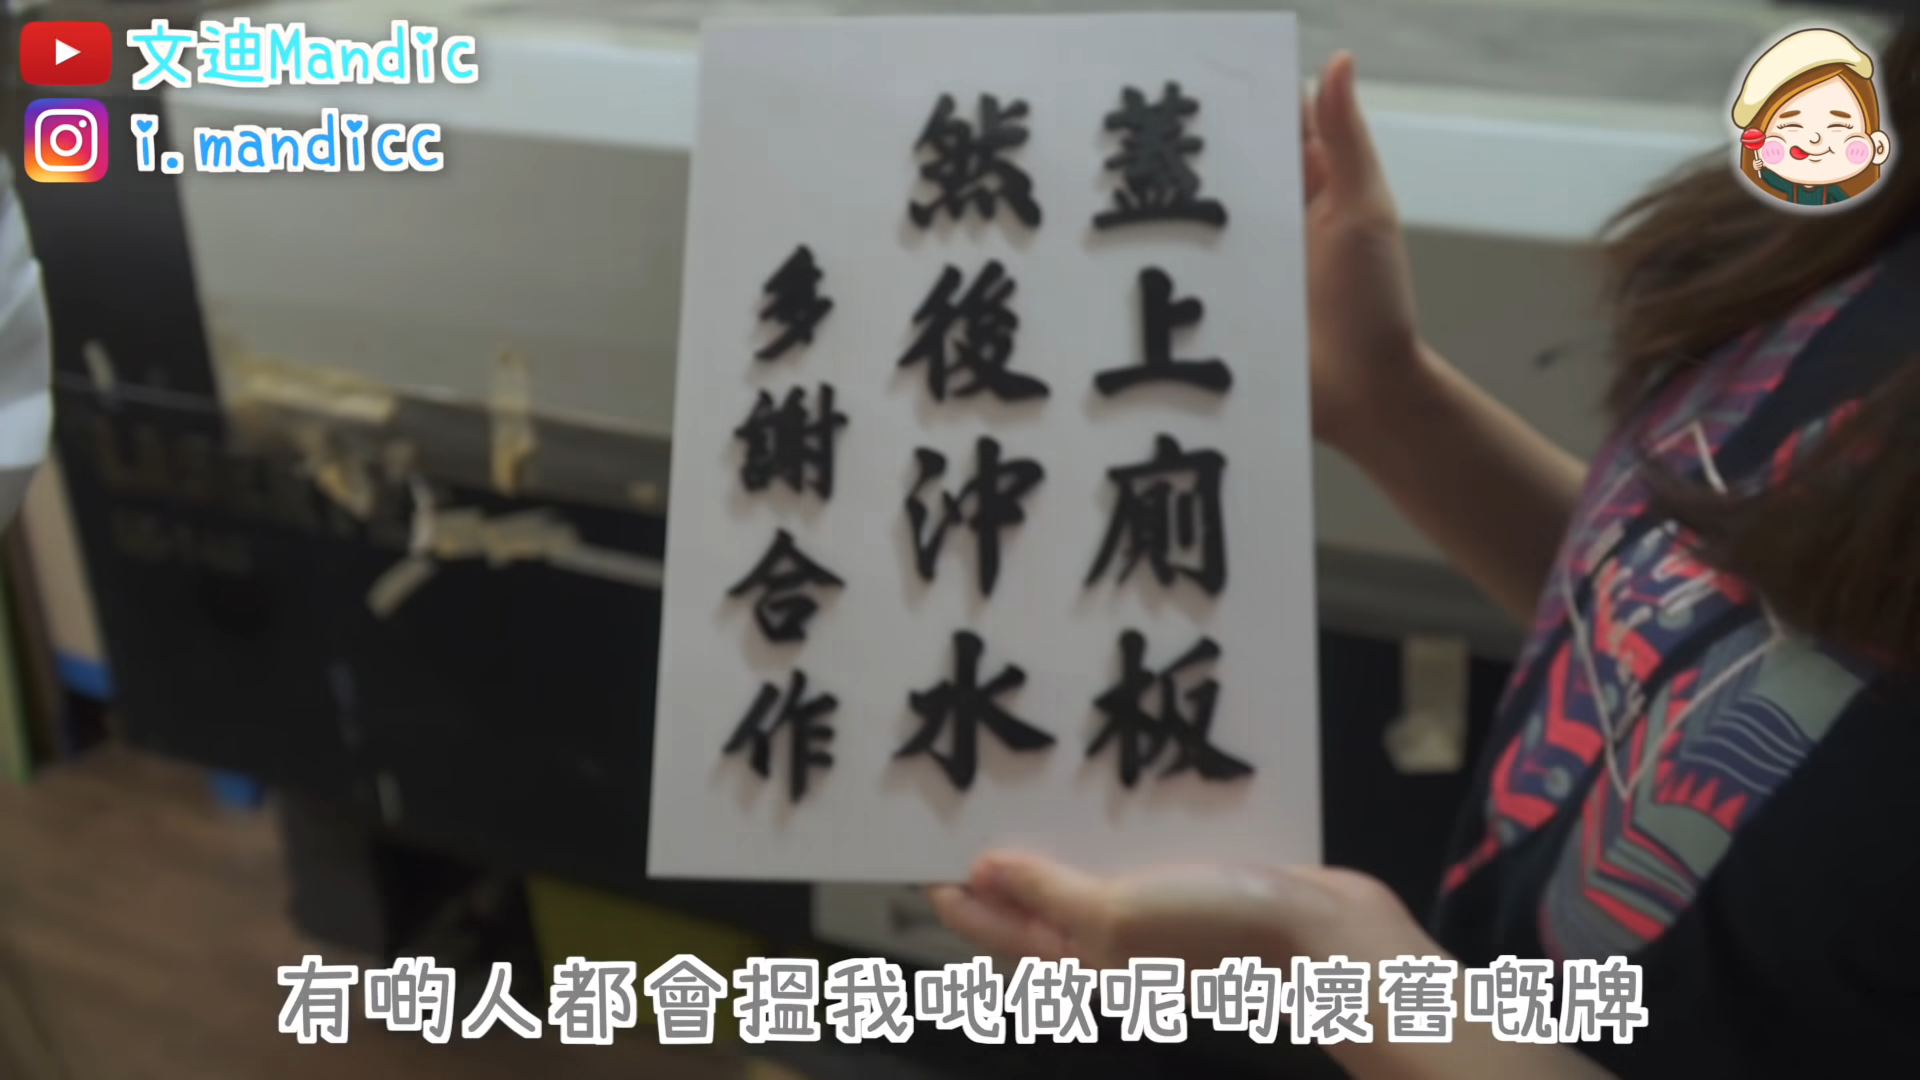 文迪Mandic
i.mandicc
蓋上廁板
然後沖水
多謝合作
有啲人都會搵我哋做呢啲懷舊嘅牌